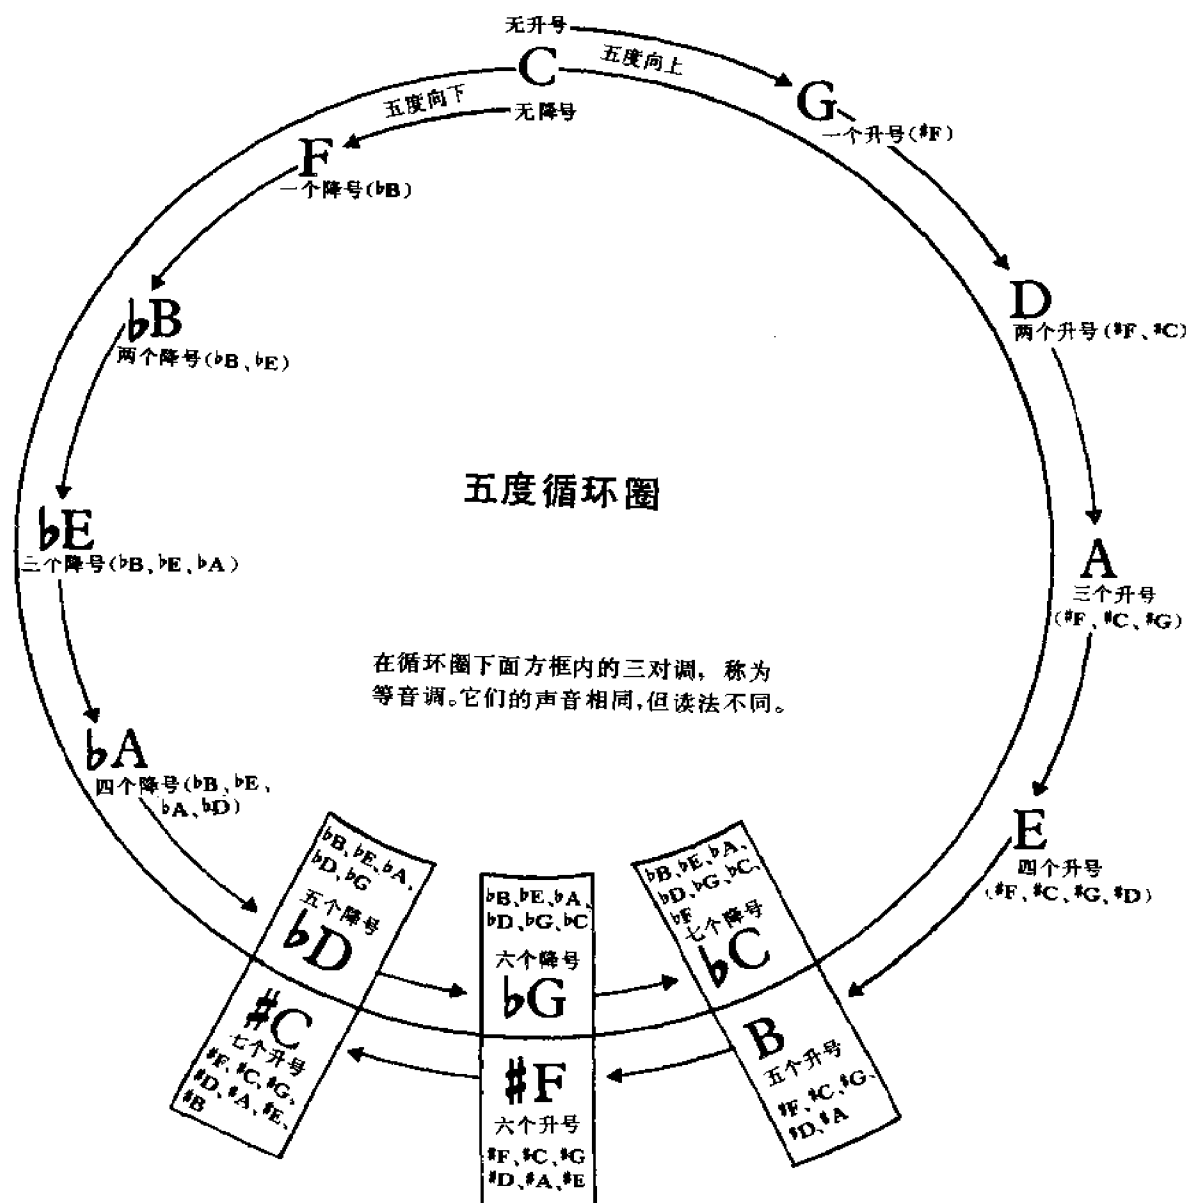 无升号
五度向上
C
五度向下
无降号
G
一个升号(#F)
F
一个降号(♭B)
D
两个升号(#F、#C)
♭B
两个降号(♭B、♭E)
五度循环圈
♭E
三个降号(♭B、♭E、♭A)
A
三个升号
(#F、#C、#G)
在循环圈下面方框内的三对调，称为
等音调。它们的声音相同，但读法不同。
♭A
四个降号(♭B、♭E、
♭A、♭D)
E
四个升号
(#F、#C、#G、#D)
♭B、♭E、♭A、
♭D、♭G
五个降号
♭D
#C
七个升号
#F、#C、#G、
#D、#A、#E、
#B
♭B、♭E、♭A、
♭D、♭G、♭C
六个降号
♭G
#F
六个升号
#F、#C、#G
#D、#A、#E
♭B、♭E、♭A、
♭D、♭G、♭C、
♭F
七个降号
♭C
B
五个升号
#F、#C、#G、
#D、#A